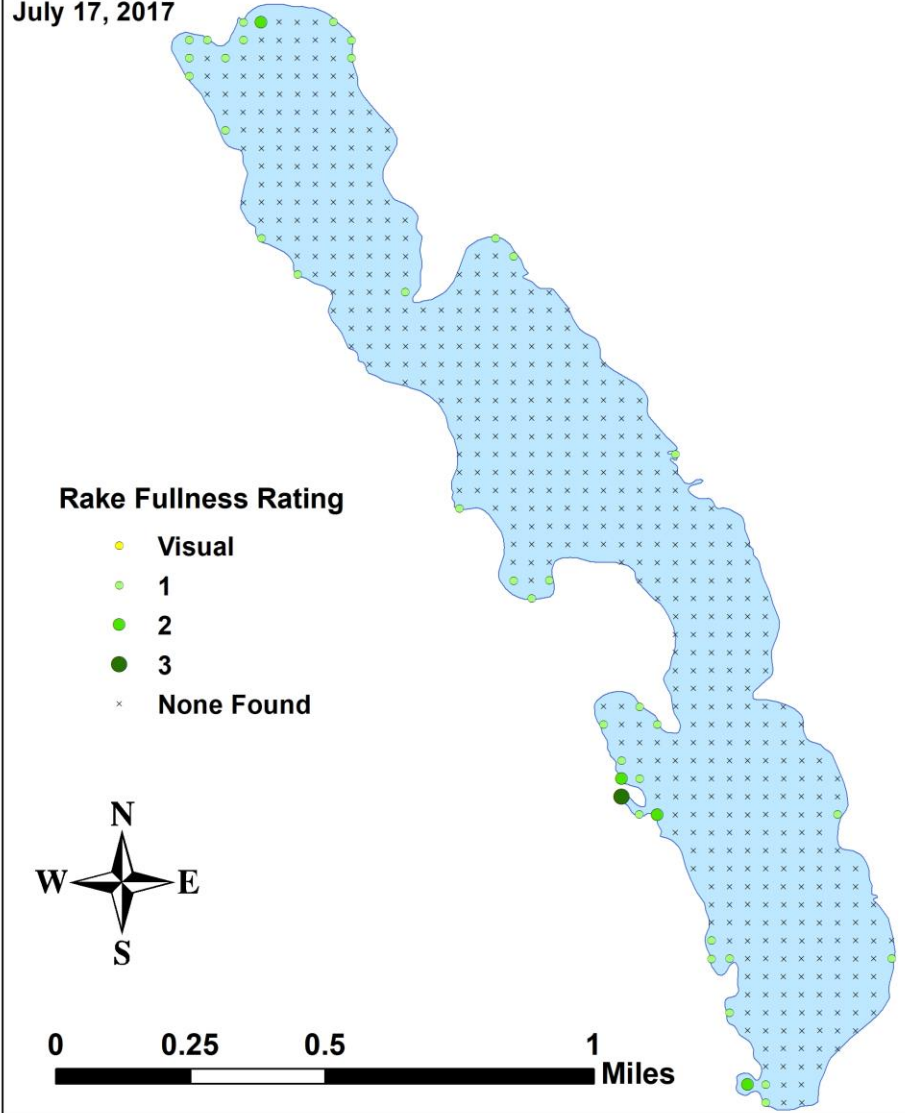 July 17, 2017
Rake Fullness Rating
Visual
1
2
3
None Found
N
W E
S
0 0.25 0.5 1
Miles